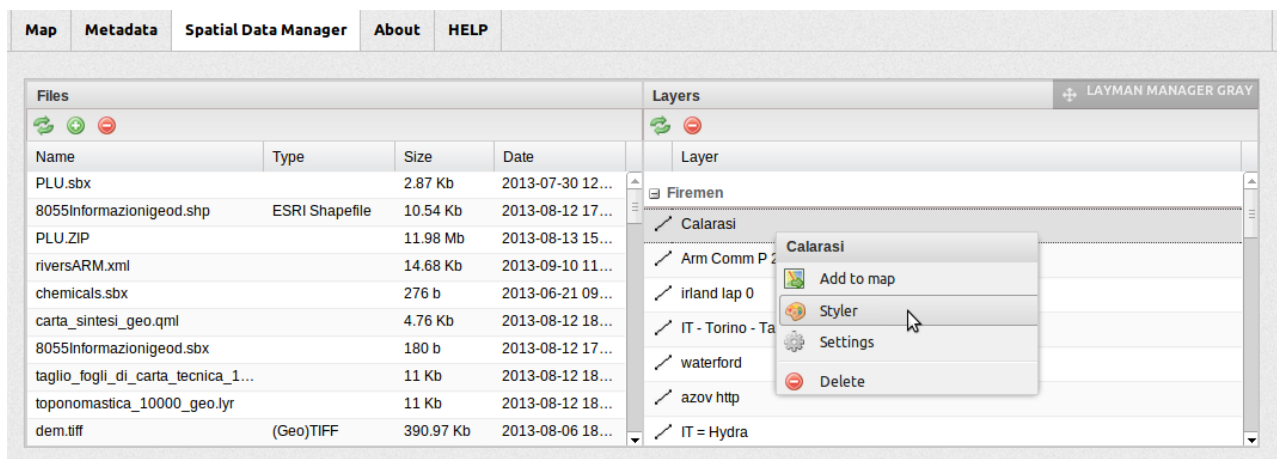 Map Metadata Spatial Data Manager About HELP
Files
Name Type Size Date
PLU.sbx 2.87 Kb 2013-07-30 12...
8055Informazionigeod.shp ESRI Shapefile 10.54 Kb 2013-08-12 17...
PLU.ZIP 11.98 Mb 2013-08-13 15...
riversARM.xml 14.68 Kb 2013-09-10 11...
chemicals.sbx 276 b 2013-06-21 09...
carta_sintesi_geo.qml 4.76 Kb 2013-08-12 18...
8055Informazionigeod.sbx 180 b 2013-08-12 17...
taglio_fogli_di_carta_tecnica_1... 11 Kb 2013-08-12 18...
toponomastica_10000_geo.lyr 11 Kb 2013-08-12 18...
dem.tiff (Geo)TIFF 390.97 Kb 2013-08-06 18...
Layers LAYMAN MANAGER GRAY
Layer
Firemen
Calarasi
Arm Comm P 2
irland lap 0
IT - Torino - Ta
waterford
azov http
IT = Hydra
Calarasi
Add to map
Styler
Settings
Delete